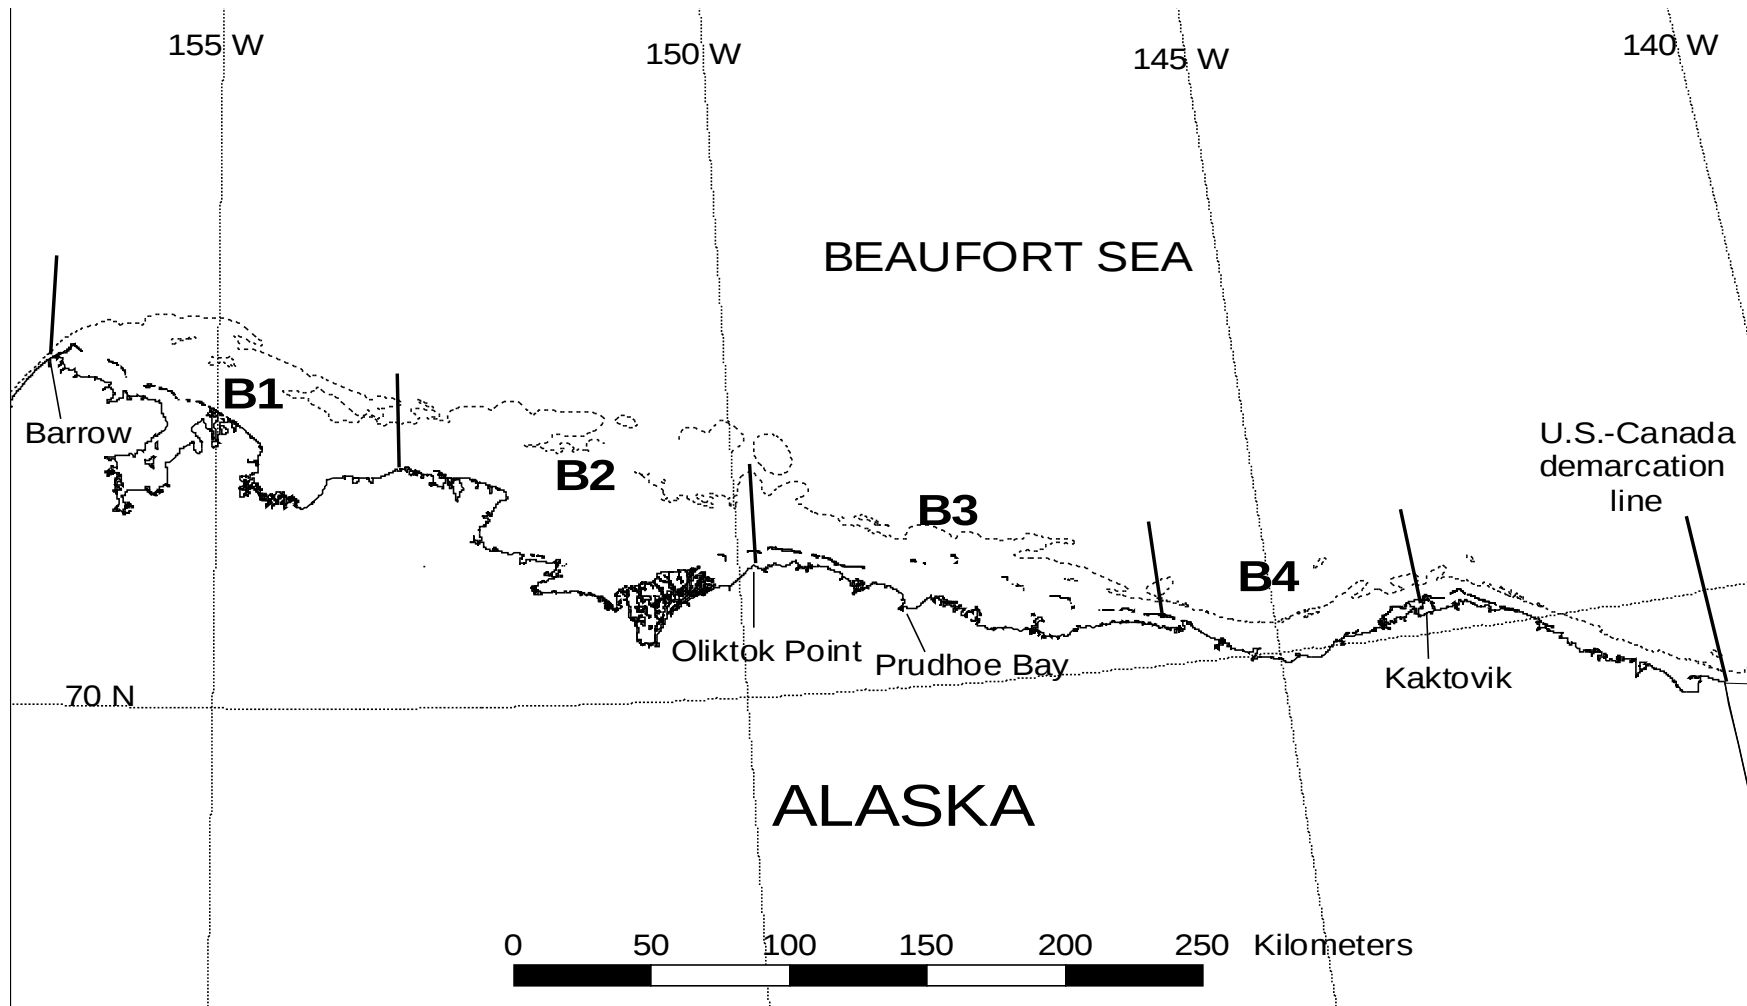 155 W
150 W
145 W
140 W
BEAUFORT SEA
B1
Barrow
B2
B3
B4
U.S.-Canada
demarcation
line
Oliktok Point
Prudhoe Bay
Kaktovik
70 N
ALASKA
0 50 100 150 200 250 Kilometers